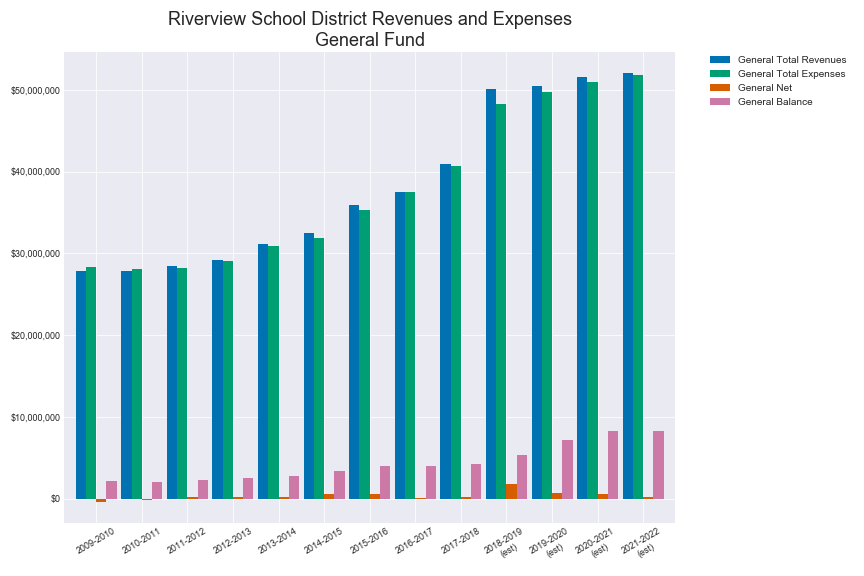 Riverview School District Revenues and Expenses
General Fund
General Total Revenues
General Total Expenses
General Net
General Balance
$50,000,000
$40,000,000
$30,000,000
$20,000,000
$10,000,000
$0
2009-2010
2010-2011
2011-2012
2012-2013
2013-2014
2014-2015
2015-2016
2016-2017
2017-2018
2018-2019
(est)
2019-2020
(est)
2020-2021
(est)
2021-2022
(est)